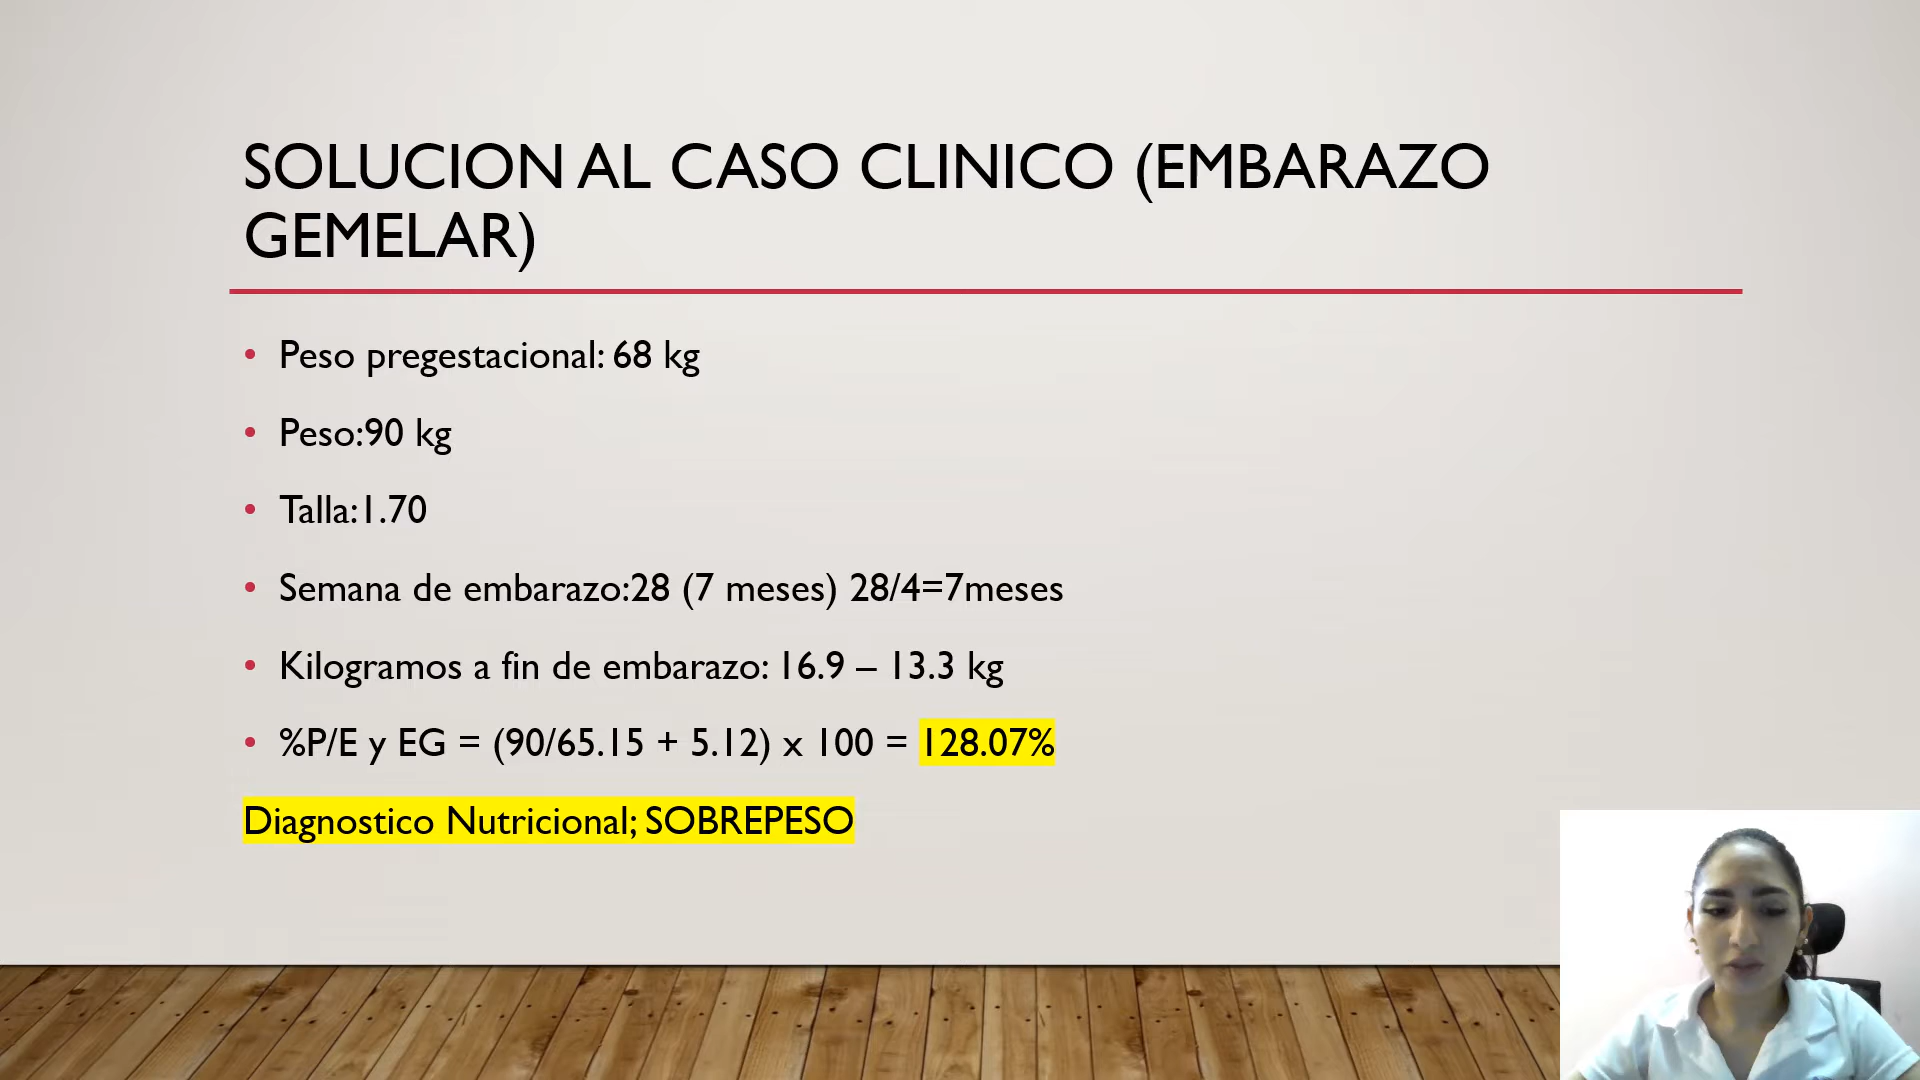 SOLUCION AL CASO CLINICO (EMBARAZO
GEMELAR)
• Peso pregestacional: 68 kg
• Peso:90 kg
• Talla:1.70
• Semana de embarazo:28 (7 meses) 28/4=7meses
• Kilogramos a fin de embarazo: 16.9 – 13.3 kg
• %P/E y EG = (90/65.15 + 5.12) x 100 = 128.07%
Diagnostico Nutricional; SOBREPESO